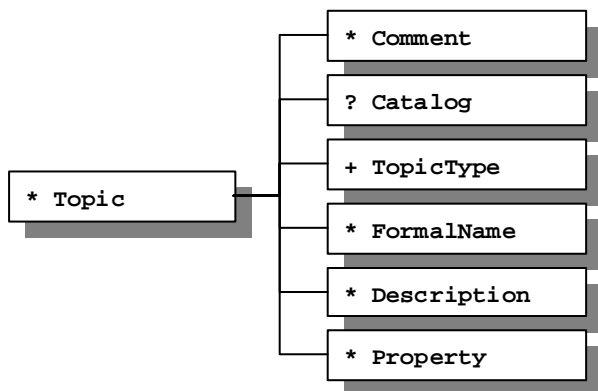 * Comment
? Catalog
+ TopicType
* Topic
* FormalName
* Description
* Property